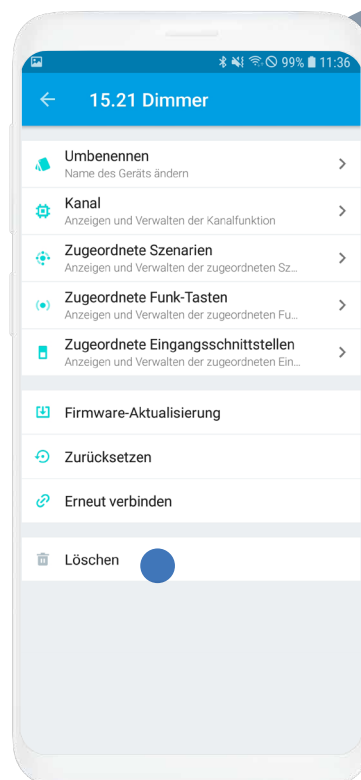 99% 11:36
15.21 Dimmer
Umbenennen
Name des Geräts ändern
Kanal
Anzeigen und Verwalten der Kanalfunktion
Zugeordnete Szenarien
Anzeigen und Verwalten der zugeordneten Sz...
Zugeordnete Funk-Tasten
Anzeigen und Verwalten der zugeordneten Fu...
Zugeordnete Eingangsschnittstellen
Anzeigen und Verwalten der zugeordneten Ein...
Firmware-Aktualisierung
Zurücksetzen
Erneut verbinden
Löschen